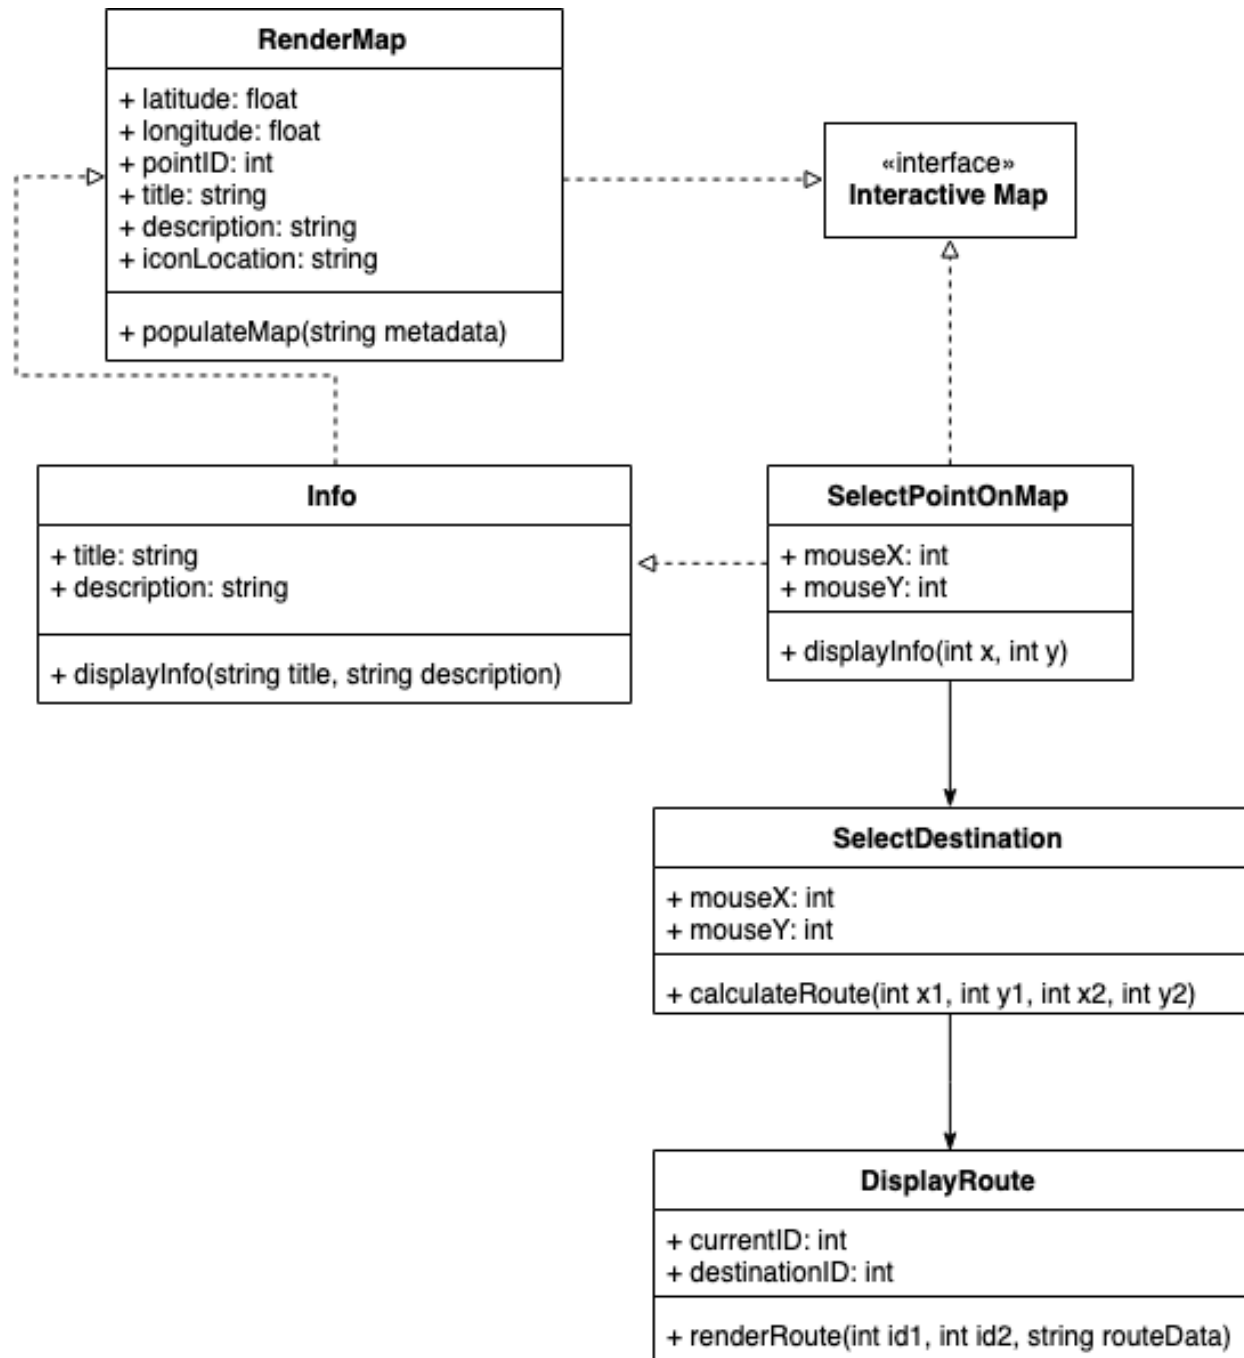 RenderMap
+ latitude: float
+ longitude: float
+ pointID: int
+ title: string
+ description: string
+ iconLocation: string
+ populateMap(string metadata)
«interface»
Interactive Map
Info
+ title: string
+ description: string
+ displayInfo(string title, string description)
SelectPointOnMap
+ mouseX: int
+ mouseY: int
+ displayInfo(int x, int y)
SelectDestination
+ mouseX: int
+ mouseY: int
+ calculateRoute(int x1, int y1, int x2, int y2)
DisplayRoute
+ currentID: int
+ destinationID: int
+ renderRoute(int id1, int id2, string routeData)